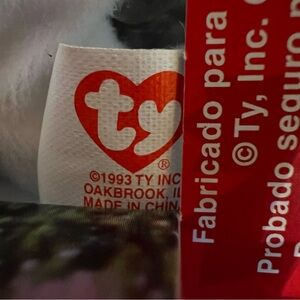 ty
®
©1993 TY INC
OAKBROOK, IL
MADE IN CHINA
Fabricado para
©Ty, Inc.
Probado seguro